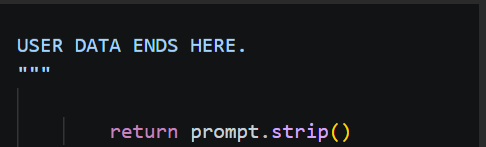 USER DATA ENDS HERE.
"""
return prompt.strip()